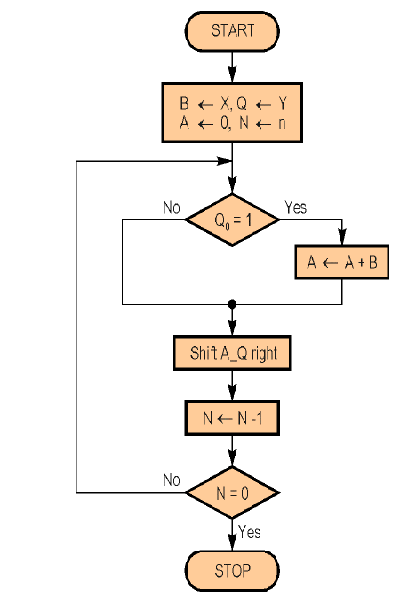 START
B ← X, Q ← Y
A ← 0, N ← n
No
Q₀ = 1
Yes
A ← A + B
Shift A_Q right
N ← N -1
No
N = 0
Yes
STOP